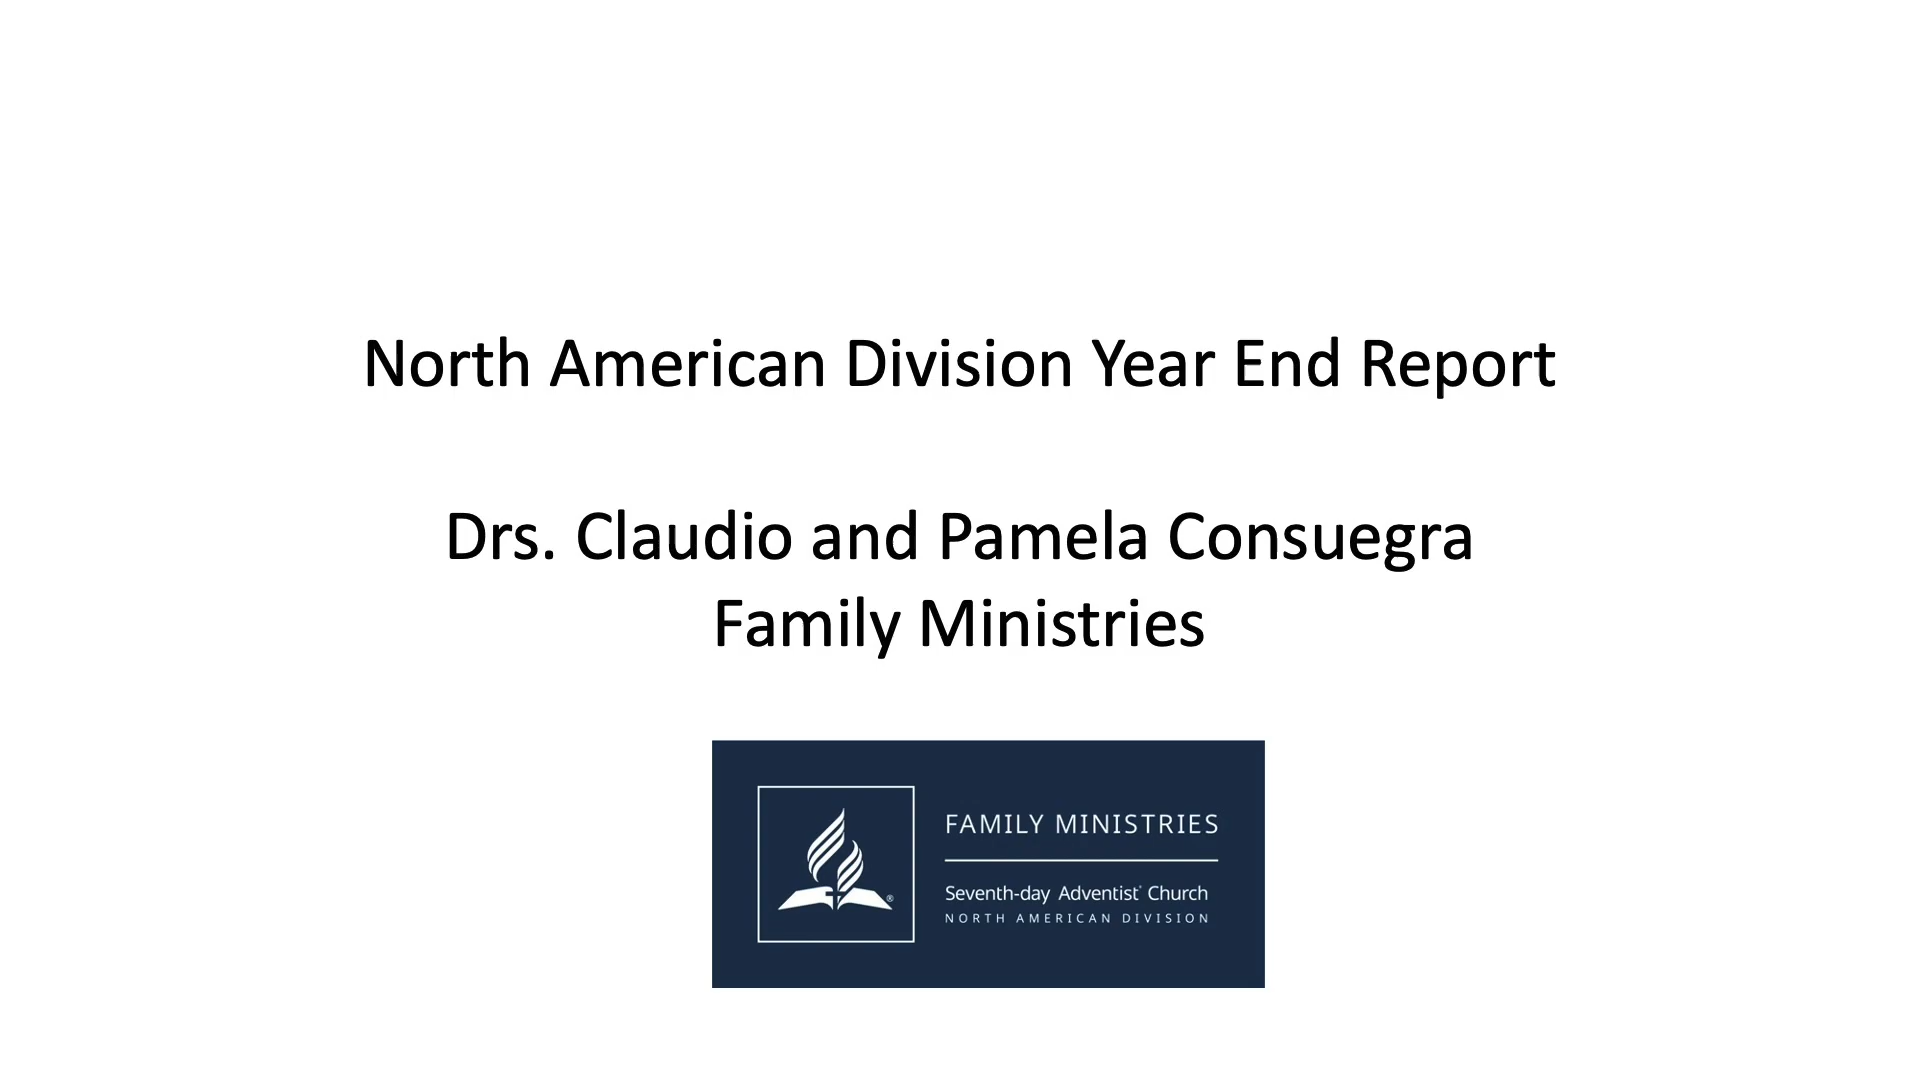 North American Division Year End Report
Drs. Claudio and Pamela Consuegra
Family Ministries
FAMILY MINISTRIES
Seventh-day Adventist® Church
NORTH AMERICAN DIVISION
®